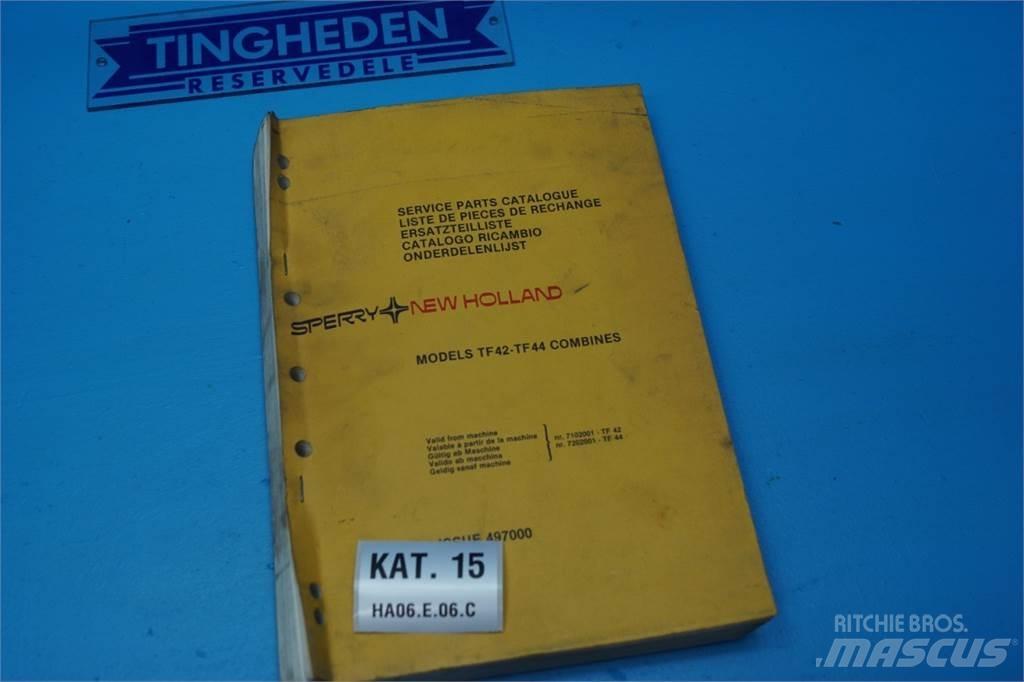 TINGHEDEN
RESERVEDELE
SERVICE PARTS CATALOGUE
LISTE DE PIECES DE RECHANGE
ERSATZTEILLISTE
CATALOGO RICAMBIO
ONDERDELENLIJST
SPERRY NEW HOLLAND
MODELS TF42-TF44 COMBINES
Valid from machine
Valable à partir de la machine
Gültig ab Maschine
Valido ab macchina
Geldig vanaf machine
nr. 7102001 - TF 42
nr. 7202001 - TF 44
497000
KAT. 15
HA06.E.06.C
RITCHIE BROS.
MASCUS